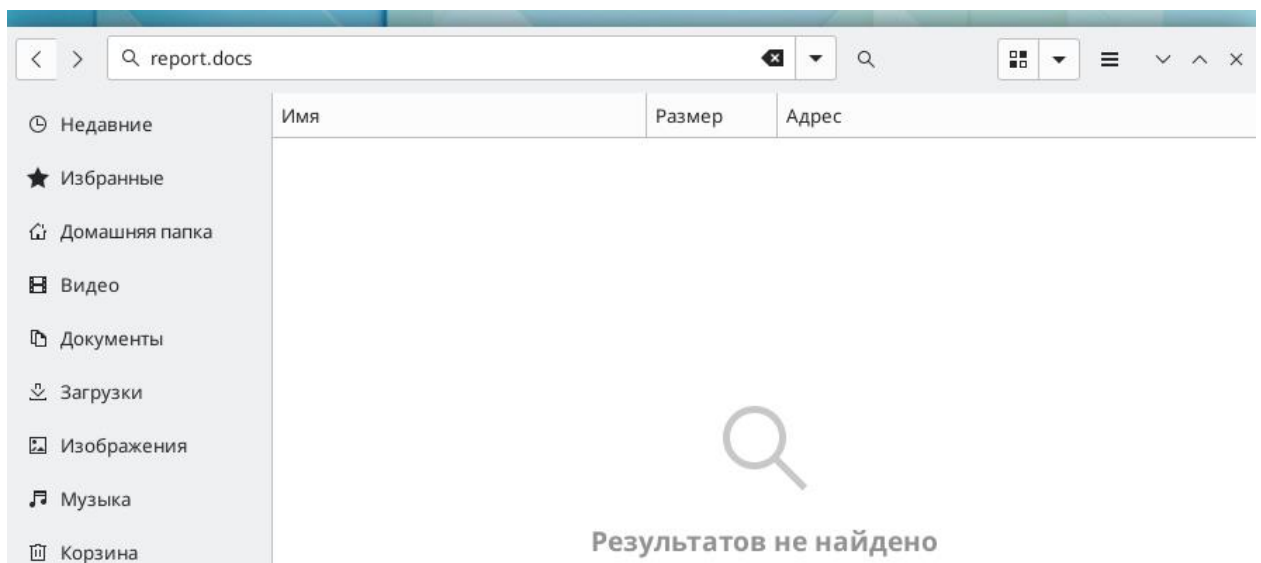 report.docs
Имя Размер Адрес
Недавние
Избранные
Домашняя папка
Видео
Документы
Загрузки
Изображения
Музыка
Корзина
Результатов не найдено